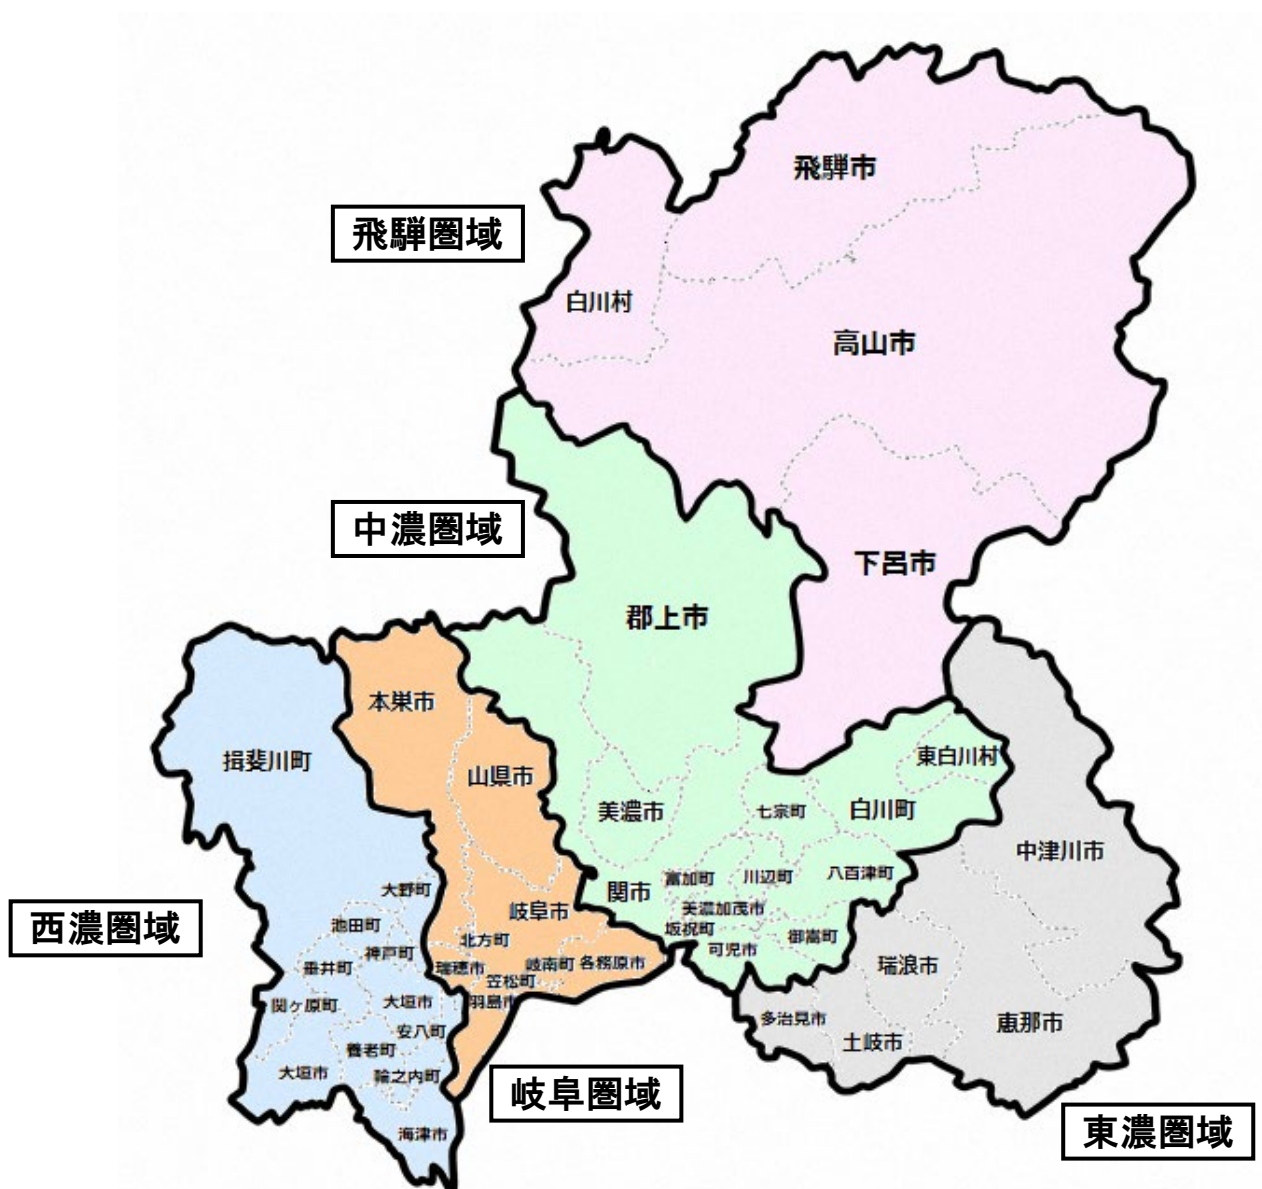 飛騨市
飛騨圏域
白川村
高山市
中濃圏域
下呂市
郡上市
本巣市
東白川村
揖斐川町
山県市
美濃市
七宗町
白川町
中津川市
大野町
関市
富加町
川辺町
八百津町
西濃圏域
池田町
岐阜市
美濃加茂市
坂祝町
御嵩町
北方町
可児市
神戸町
垂井町
瑞穂市
岐南町
各務原市
瑞浪市
笠松町
関ヶ原町
大垣市
羽島市
多治見市
恵那市
安八町
養老町
土岐市
大垣市
輪之内町
岐阜圏域
海津市
東濃圏域